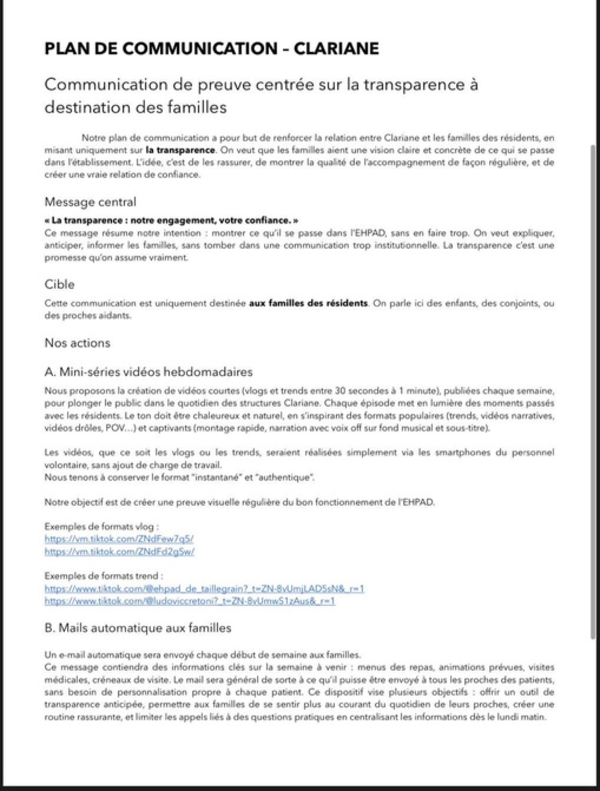 PLAN DE COMMUNICATION – CLARIANE
Communication de preuve centrée sur la transparence à
destination des familles
Notre plan de communication a pour but de renforcer la relation entre Clariane et les familles des résidents, en
misant uniquement sur la transparence. On veut que les familles aient une vision claire et concrète de ce qui se passe
dans l'établissement. L'idée, c'est de les rassurer, de montrer la qualité de l'accompagnement de façon régulière, et de
créer une vraie relation de confiance.
Message central
« La transparence : notre engagement, votre confiance. »
Ce message résume notre intention : montrer ce qu'il se passe dans l'EHPAD, sans en faire trop. On veut expliquer,
anticiper, informer les familles, sans tomber dans une communication trop institutionnelle. La transparence c'est une
promesse qu'on assume vraiment.
Cible
Cette communication est uniquement destinée aux familles des résidents. On parle ici des enfants, des conjoints, ou
des proches aidants.
Nos actions
A. Mini-séries vidéos hebdomadaires
Nous proposons la création de vidéos courtes (vlogs et trends entre 30 secondes à 1 minute), publiées chaque semaine,
pour plonger le public dans le quotidien des structures Clariane. Chaque épisode met en lumière des moments passés
avec les résidents. Le ton doit être chaleureux et naturel, en s'inspirant des formats populaires (trends, vidéos narratives,
vidéos drôles, POV...) et captivants (montage rapide, narration avec voix off sur fond musical et sous-titre).
Les vidéos, que ce soit les vlogs ou les trends, seraient réalisées simplement via les smartphones du personnel
volontaire, sans ajout de charge de travail.
Nous tenons à conserver le format "instantané" et "authentique".
Notre objectif est de créer une preuve visuelle régulière du bon fonctionnement de l'EHPAD.
Exemples de formats vlog :
https://vm.tiktok.com/ZNdFew7q5/
https://vm.tiktok.com/ZNdFd2gSw/
Exemples de formats trend :
https://www.tiktok.com/@ehpad_de_taillegrain?_t=ZN-8vUmjLAD5sN&_r=1
https://www.tiktok.com/@ludoviccretoni?_t=ZN-8vUmwS1zAus&_r=1
B. Mails automatique aux familles
Un e-mail automatique sera envoyé chaque début de semaine aux familles.
Ce message contiendra des informations clés sur la semaine à venir : menus des repas, animations prévues, visites
médicales, créneaux de visite. Le mail sera général de sorte à ce qu'il puisse être envoyé à tous les proches des patients,
sans besoin de personnalisation propre à chaque patient. Ce dispositif vise plusieurs objectifs : offrir un outil de
transparence anticipée, permettre aux familles de se sentir plus au courant du quotidien de leurs proches, créer une
routine rassurante, et limiter les appels liés à des questions pratiques en centralisant les informations dès le lundi matin.